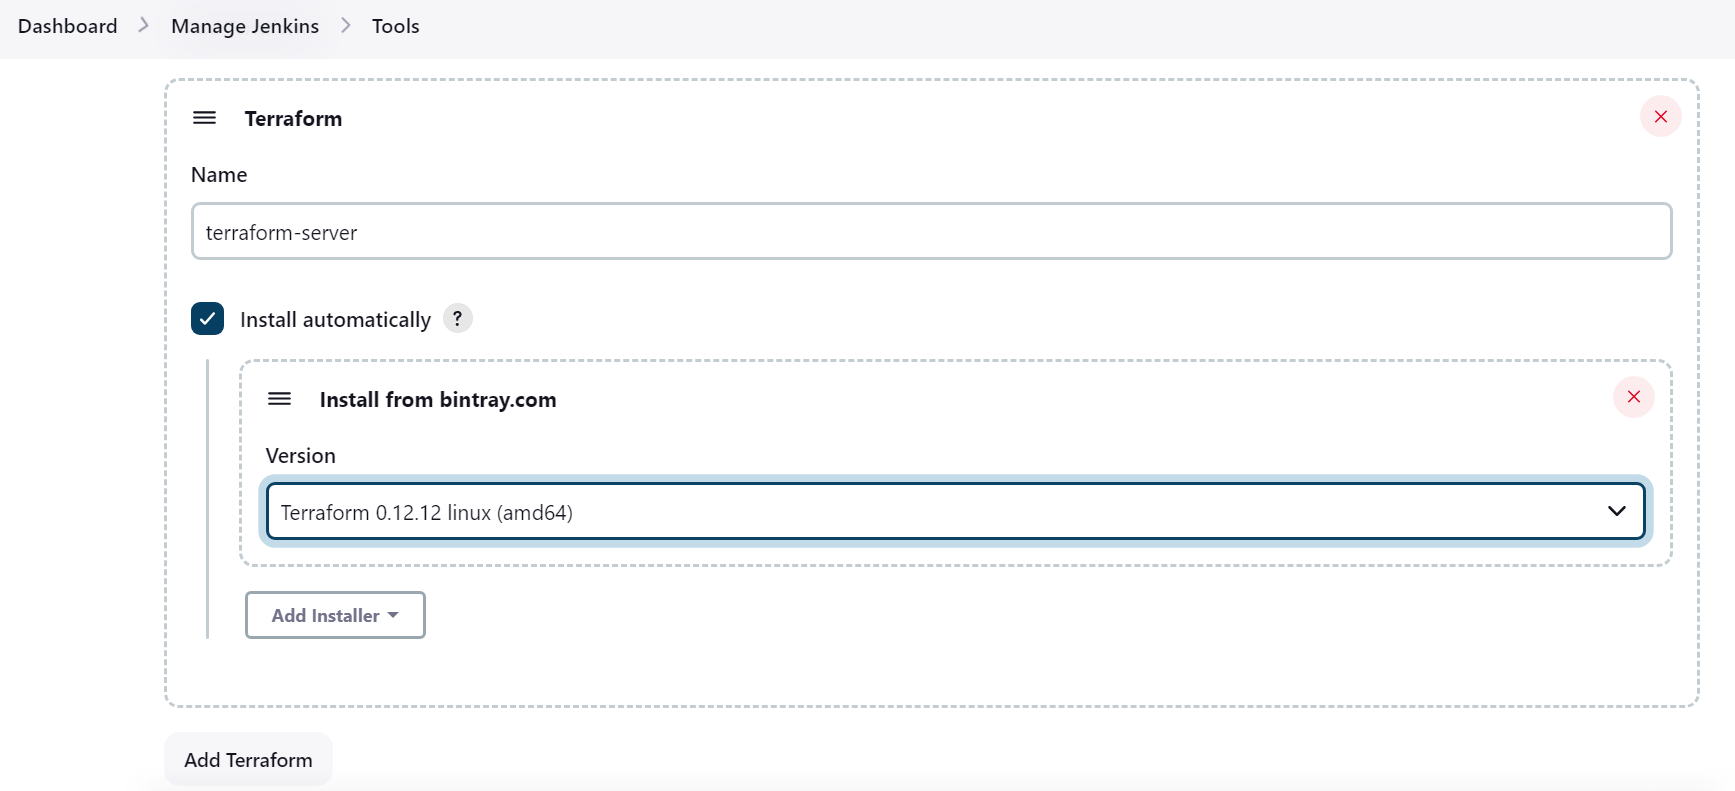 Dashboard > Manage Jenkins > Tools
Terraform
Name
terraform-server
Install automatically ?
Install from bintray.com
Version
Terraform 0.12.12 linux (amd64)
Add Installer
Add Terraform